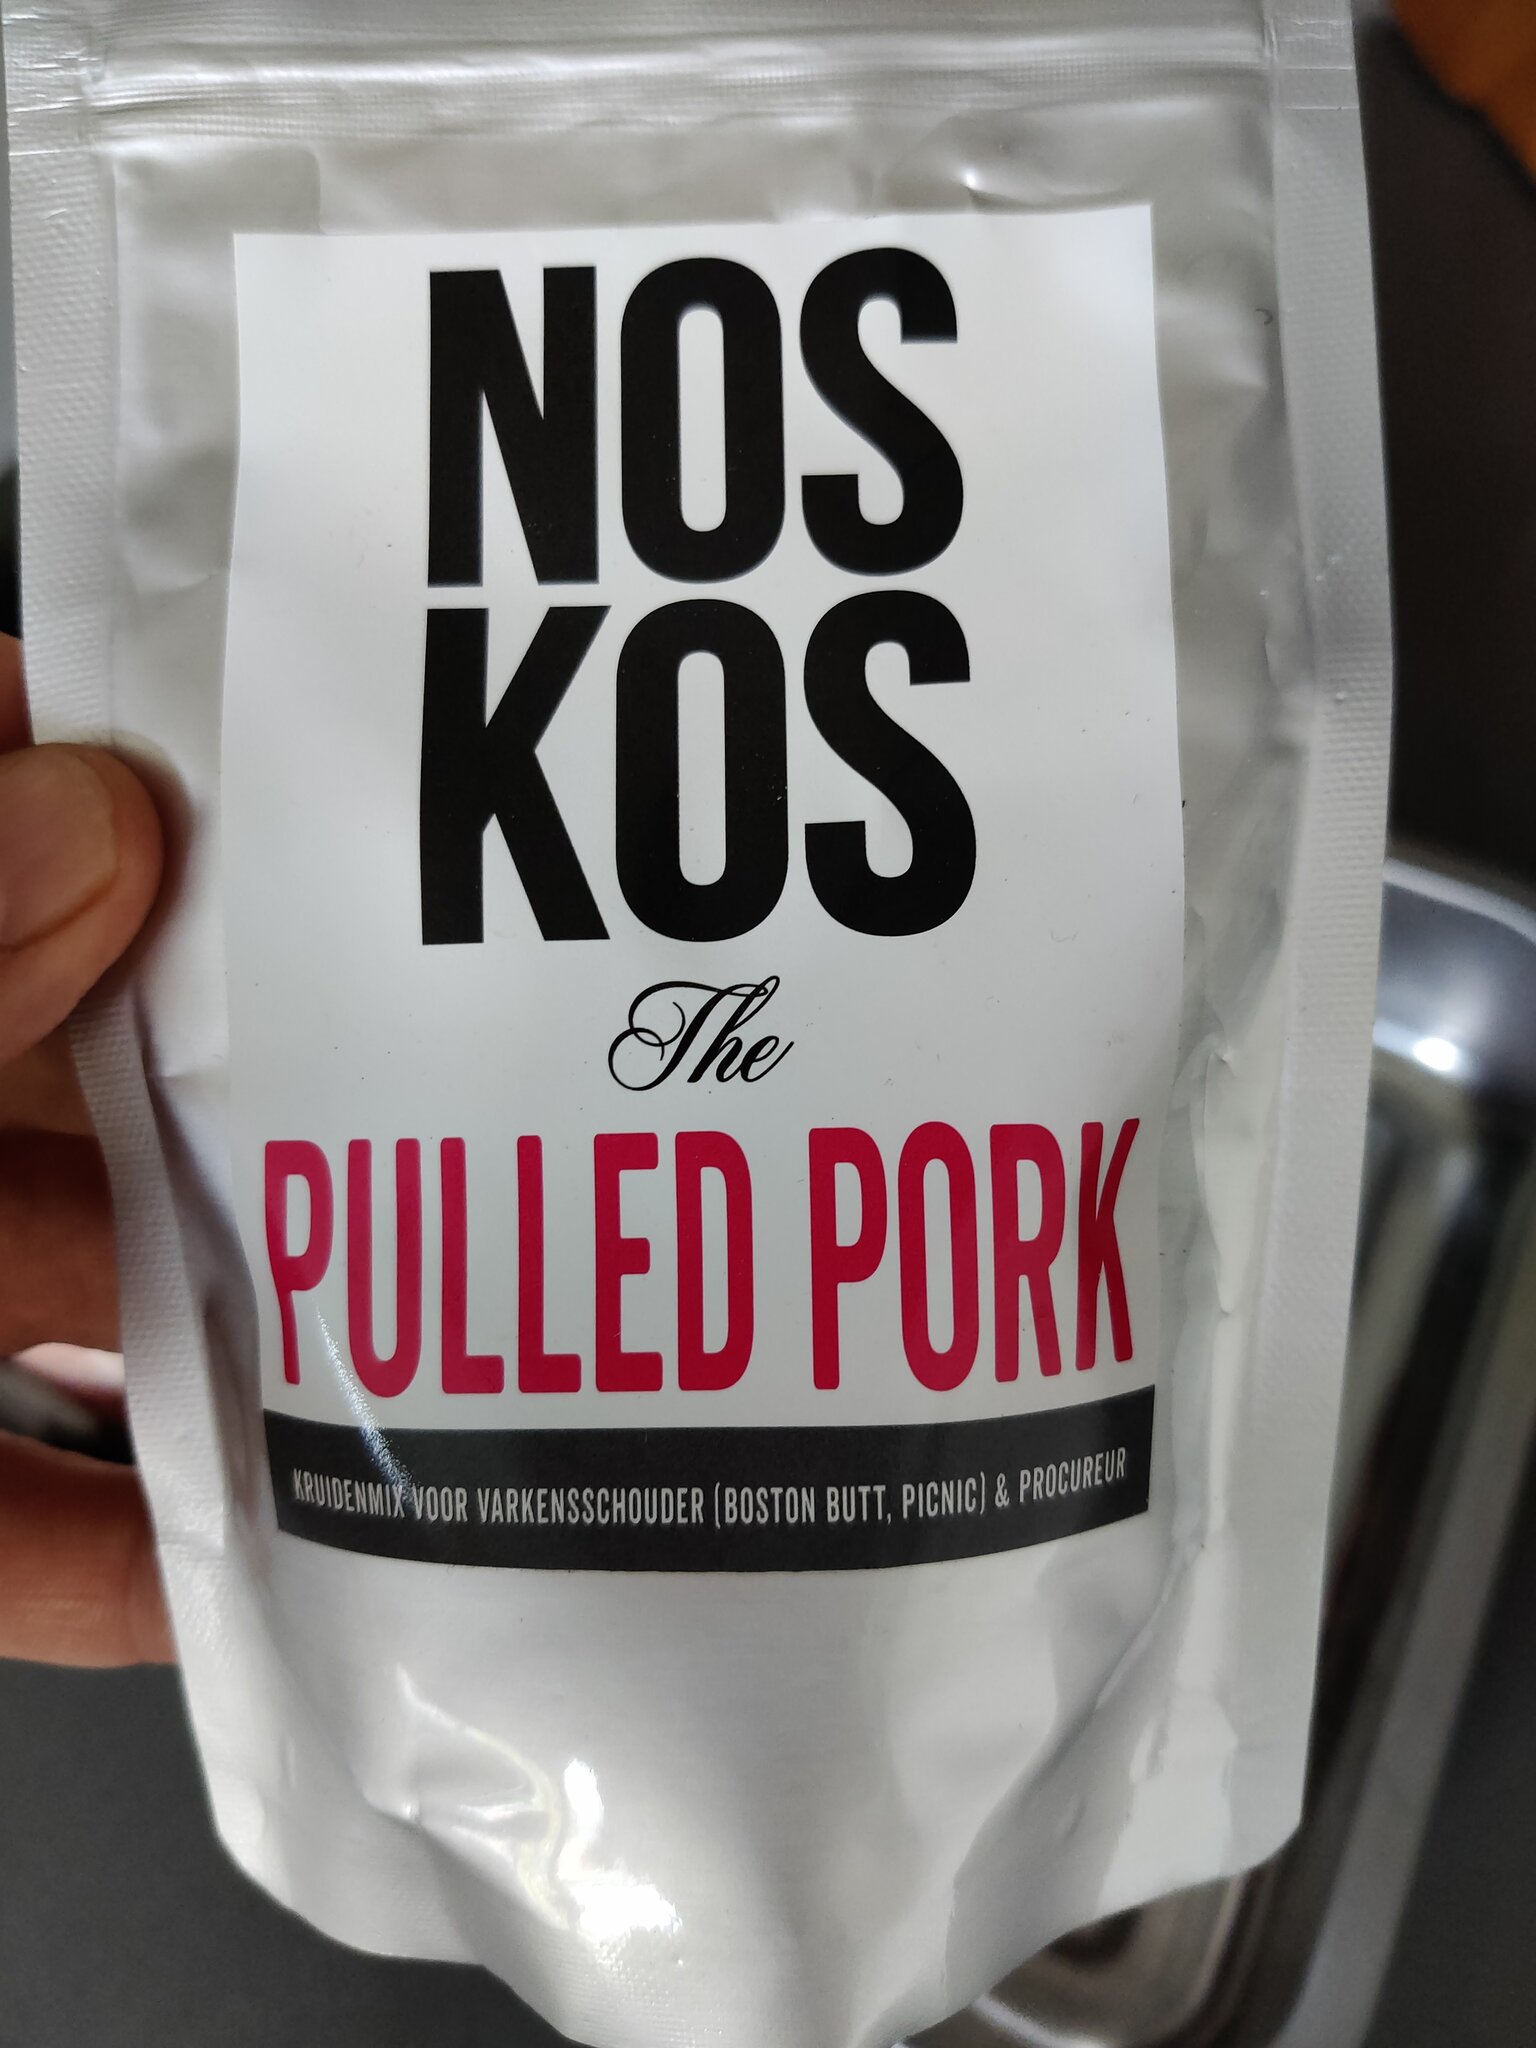 NOS
KOS
The
PULLED PORK
KRUIDENMIX VOOR VARKENSSCHOUDER (BOSTON BUTT, PICNIC) & PROCUREUR